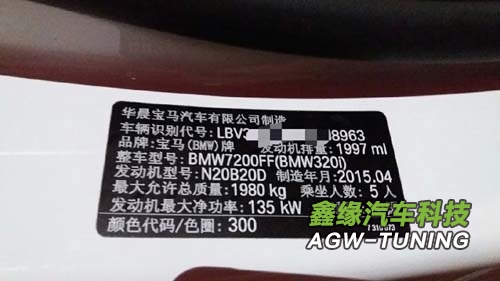 华晨宝马汽车有限公司制造
车辆识别代号: LBV3 8963
品牌: 宝马(BMW)牌 发动机排量: 1997 ml
整车型号: BMW7200FF(BMW320i)
发动机型号: N20B20D 制造年月: 2015.04
最大允许总质量: 1980 kg 乘坐人数: 5 人
发动机最大净功率: 135 kW
颜色代码/色圈: 300
鑫缘汽车科技
AGW-TUNING